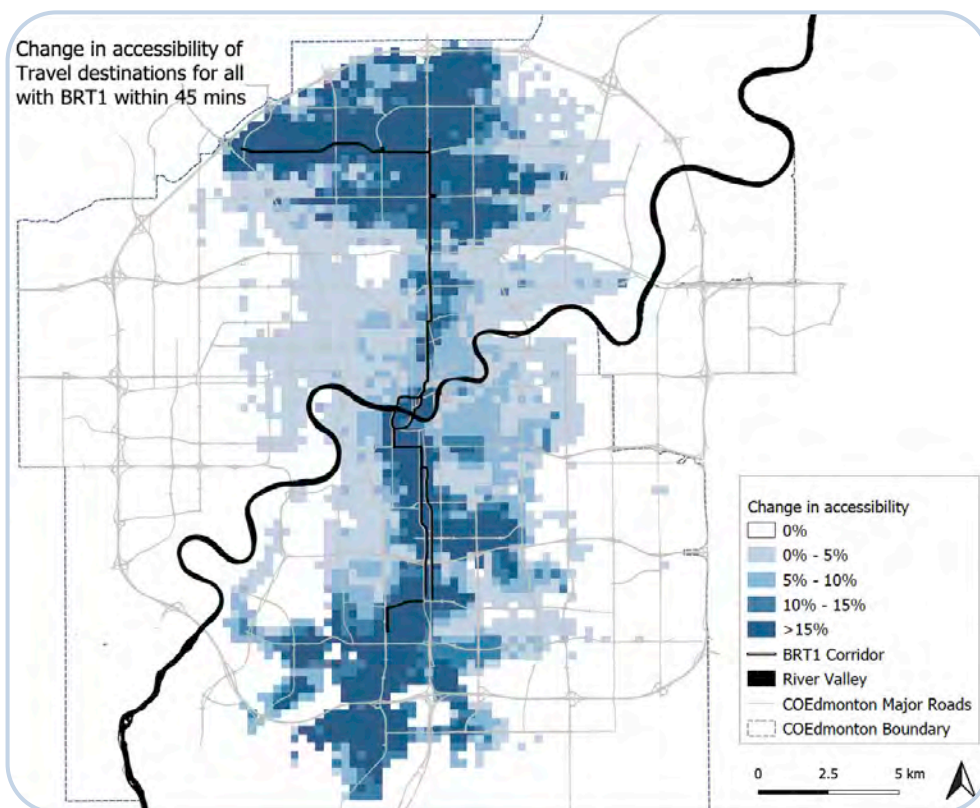 Change in accessibility of
Travel destinations for all
with BRT1 within 45 mins
Change in accessibility
0%
0% - 5%
5% - 10%
10% - 15%
>15%
BRT1 Corridor
River Valley
COEdmonton Major Roads
COEdmonton Boundary
0 2.5 5 km